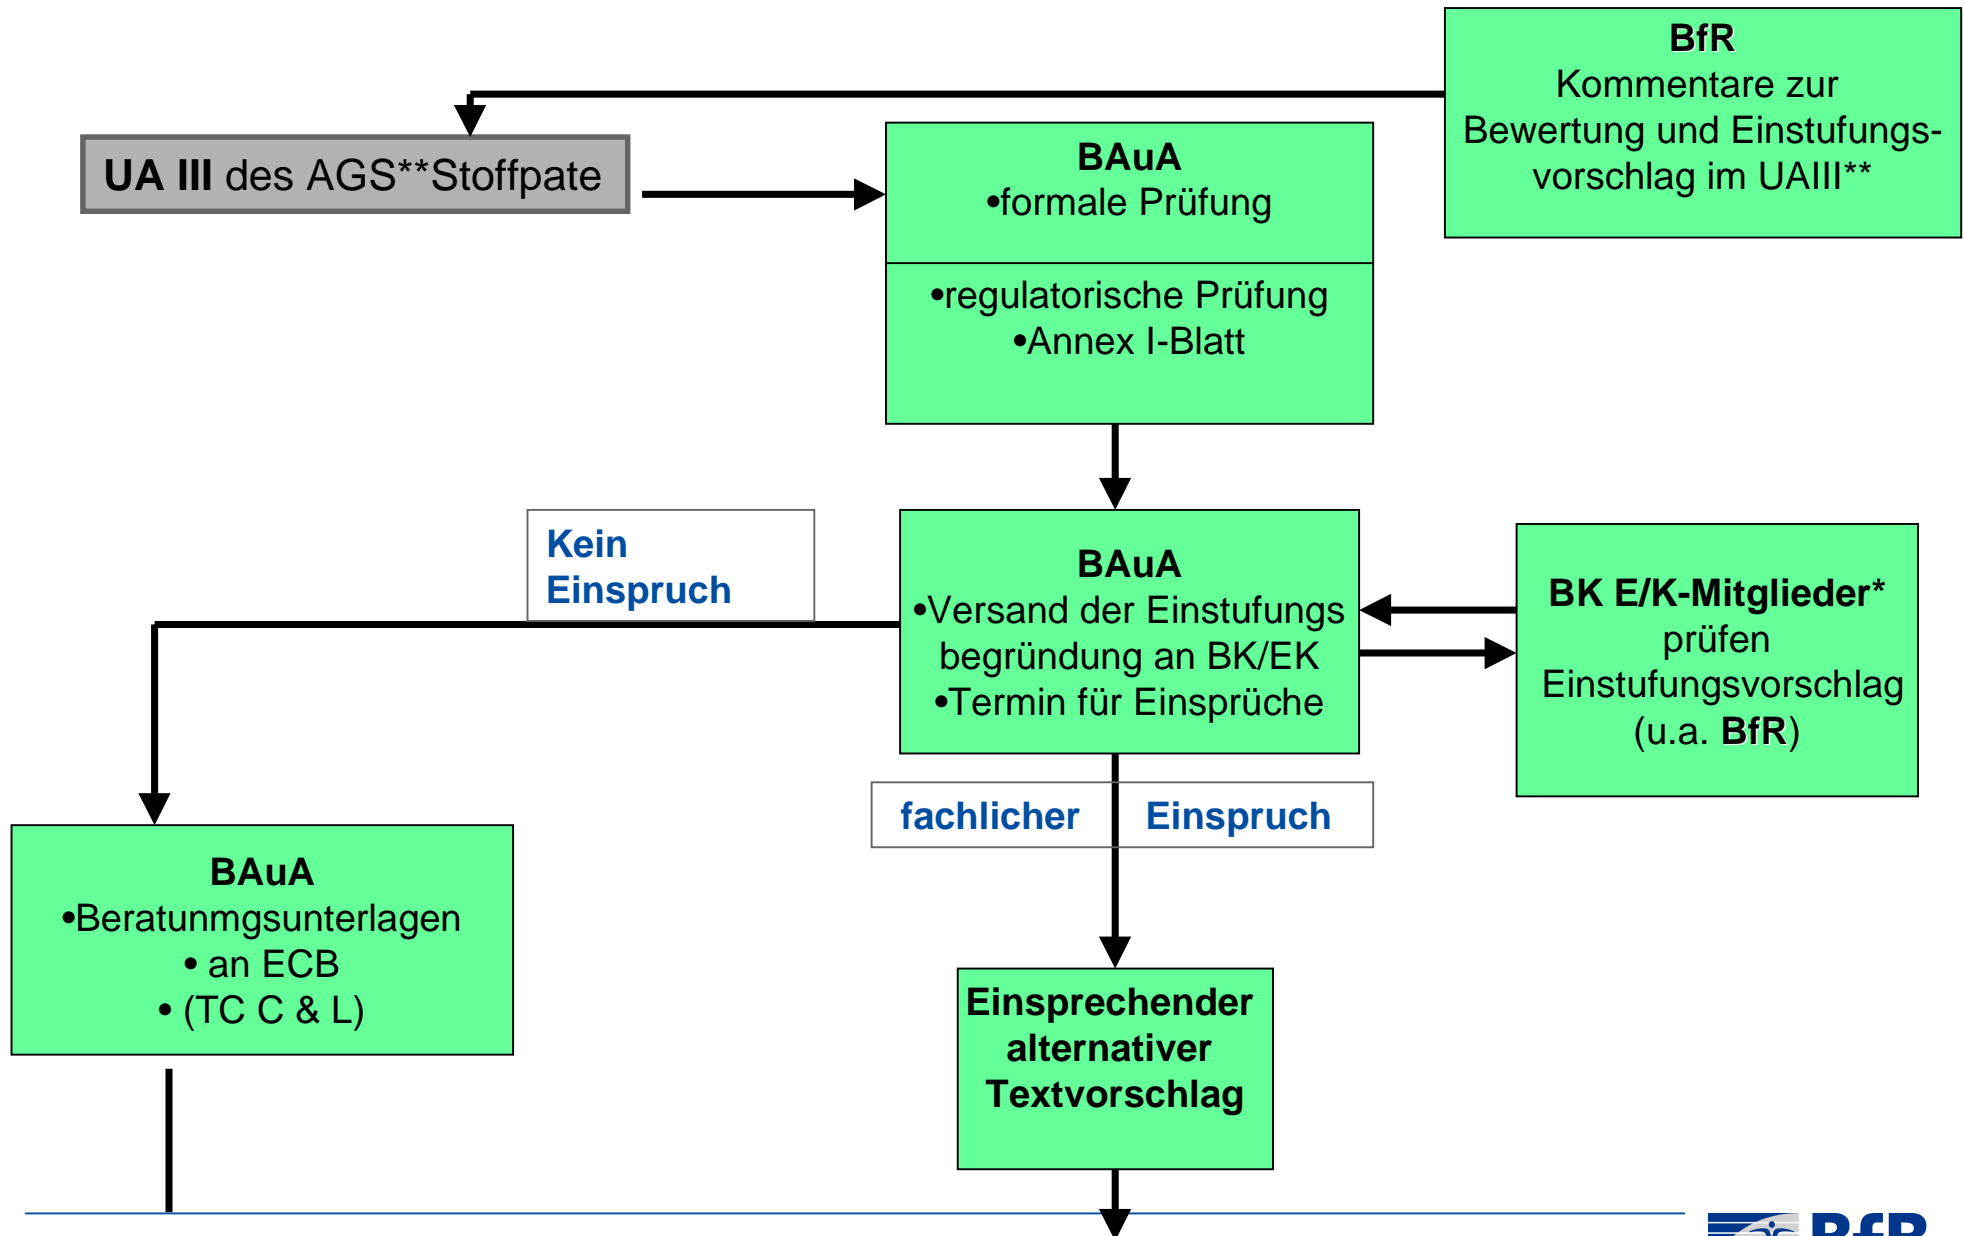 BfR
Kommentare zur
Bewertung und Einstufungs-
vorschlag im UAIII**
UA III des AGS**Stoffpate
BAuA
•formale Prüfung
•regulatorische Prüfung
•Annex I-Blatt
Kein
Einspruch
BAuA
•Versand der Einstufungs
begründung an BK/EK
•Termin für Einsprüche
BK E/K-Mitglieder*
prüfen
Einstufungsvorschlag
(u.a. BfR)
fachlicher Einspruch
BAuA
•Beratunmgsunterlagen
• an ECB
• (TC C & L)
Einsprechender
alternativer
Textvorschlag
BfR